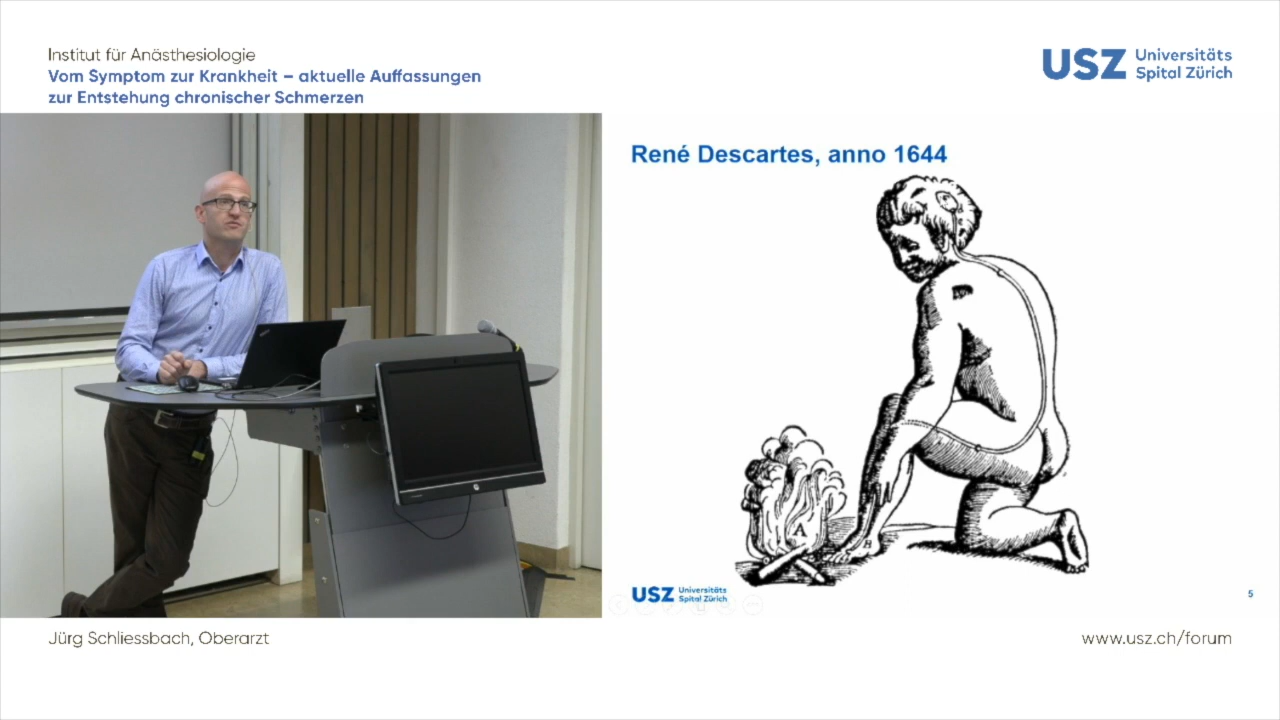 Institut für Anästhesiologie
Vom Symptom zur Krankheit – aktuelle Auffassungen
zur Entstehung chronischer Schmerzen
USZ Universitäts
Spital Zürich
René Descartes, anno 1644
A
B
USZ Universitäts
Spital Zürich
5
Jürg Schliessbach, Oberarzt
www.usz.ch/forum